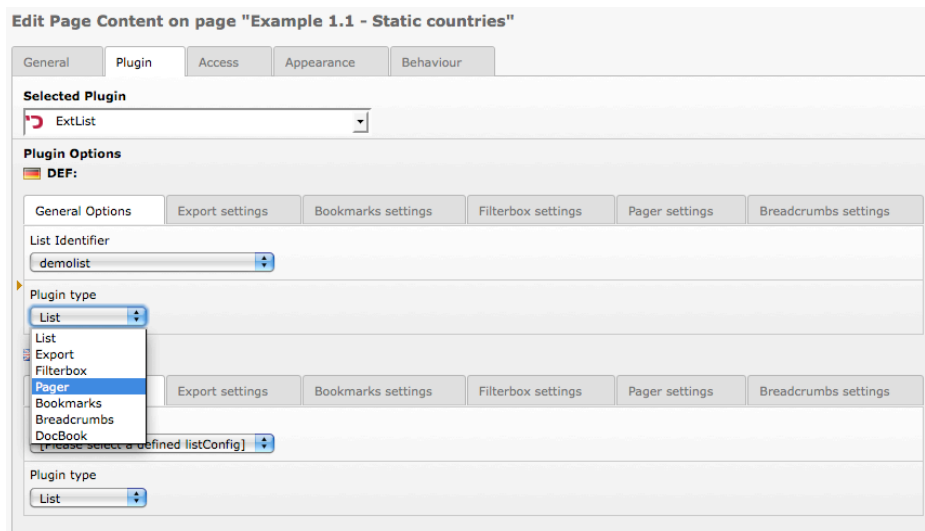 Edit Page Content on page "Example 1.1 - Static countries"
General Plugin Access Appearance Behaviour
Selected Plugin
ExtList
Plugin Options
DEF:
General Options Export settings Bookmarks settings Filterbox settings Pager settings Breadcrumbs settings
List Identifier
demolist
Plugin type
List
List
Export
Filterbox
Pager
Export settings Bookmarks settings Filterbox settings Pager settings Breadcrumbs settings
Bookmarks
Breadcrumbs
DocBook
[Please select a defined listConfig]
Plugin type
List